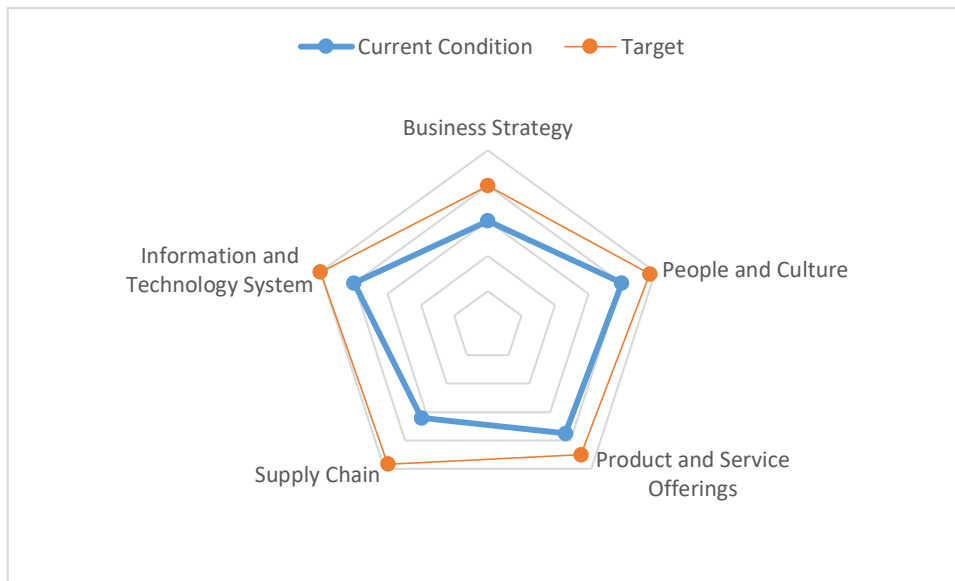 Current Condition
Target
Business Strategy
Information and
Technology System
People and Culture
Supply Chain
Product and Service
Offerings